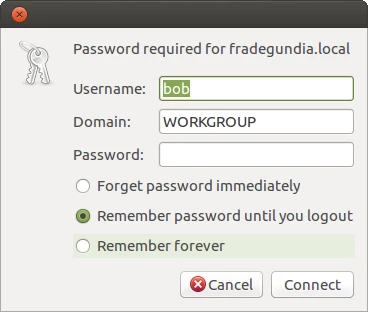 Password required for fradegundia.local
Username: bob
Domain: WORKGROUP
Password:
Forget password immediately
Remember password until you logout
Remember forever
Cancel Connect